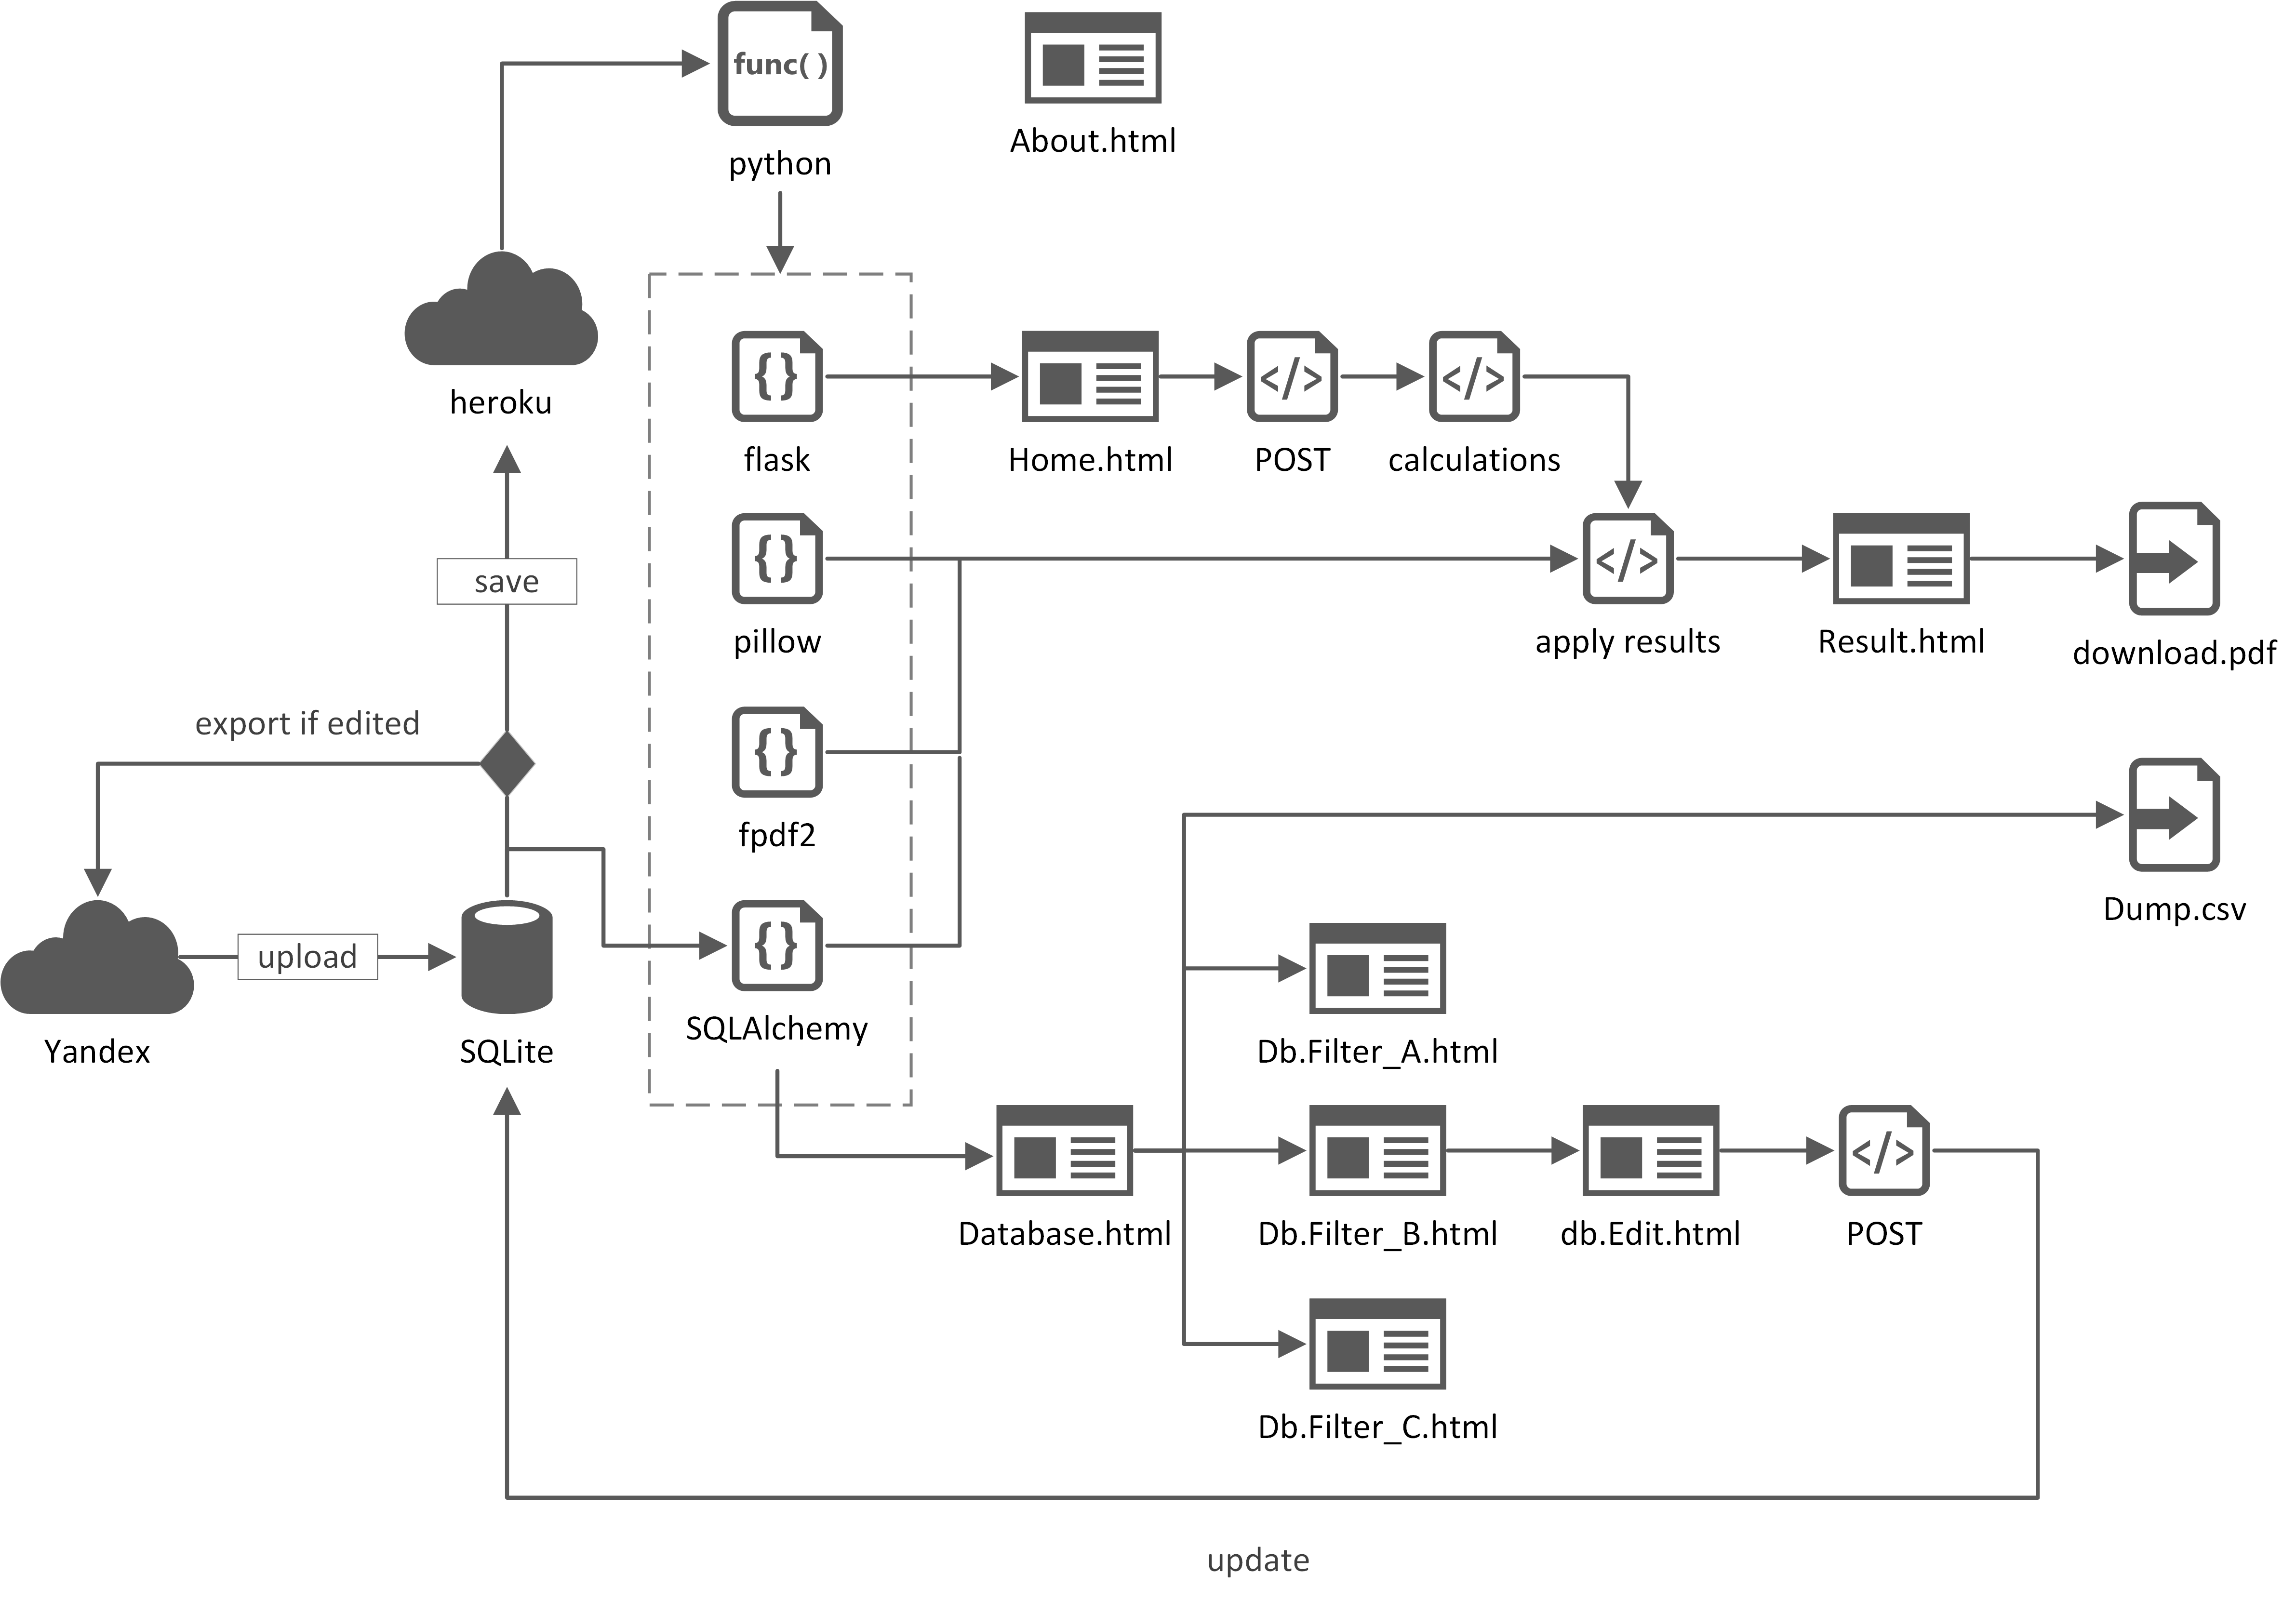 func( )
python
About.html
heroku
flask
Home.html
POST
calculations
save
pillow
apply results
Result.html
download.pdf
export if edited
fpdf2
Dump.csv
upload
Yandex
SQLite
SQLAlchemy
{ }
{ }
{ }
{ }
</>
</>
</>
Db.Filter_A.html
Database.html
Db.Filter_B.html
db.Edit.html
</>
POST
Db.Filter_C.html
update